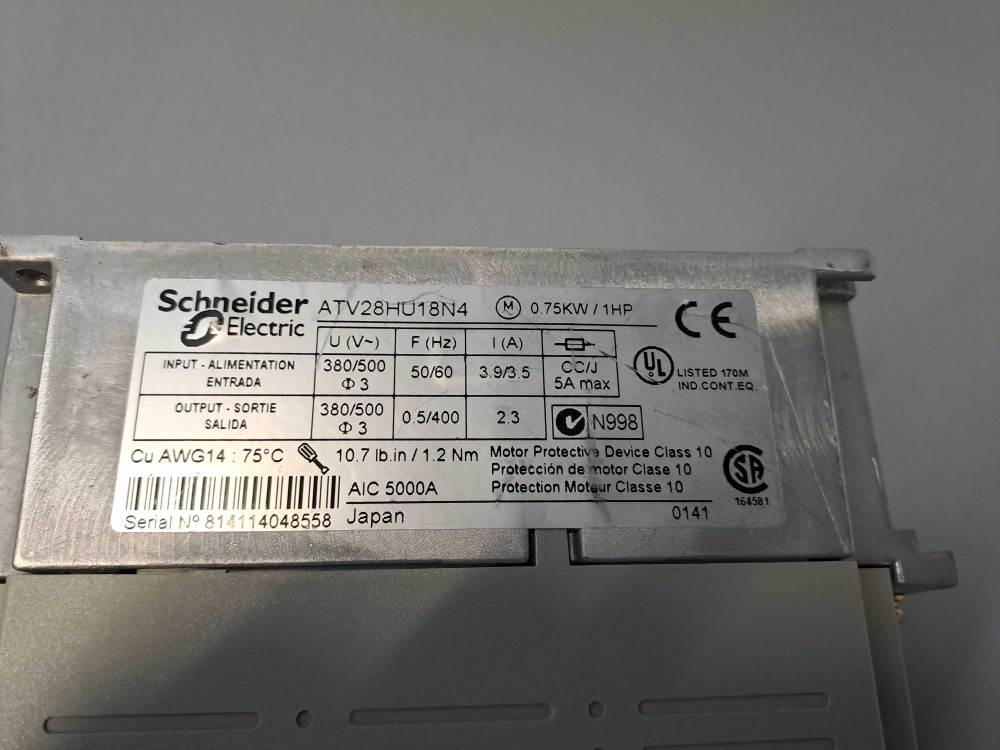 Schneider Electric ATV28HU18N4 M 0.75KW / 1HP CE
U (V~) F (Hz) I (A)
INPUT - ALIMENTATION ENTRADA 380/500 Φ 3 50/60 3.9/3.5 CC/J 5A max
UL LISTED 170M IND.CONT.EQ.
OUTPUT - SORTIE SALIDA 380/500 Φ 3 0.5/400 2.3 N998
Cu AWG14 : 75°C 10.7 lb.in / 1.2 Nm Motor Protective Device Class 10
Protección de motor Clase 10
AIC 5000A Protection Moteur Classe 10
SA 164581
Serial Nº 814114048558 Japan 0141